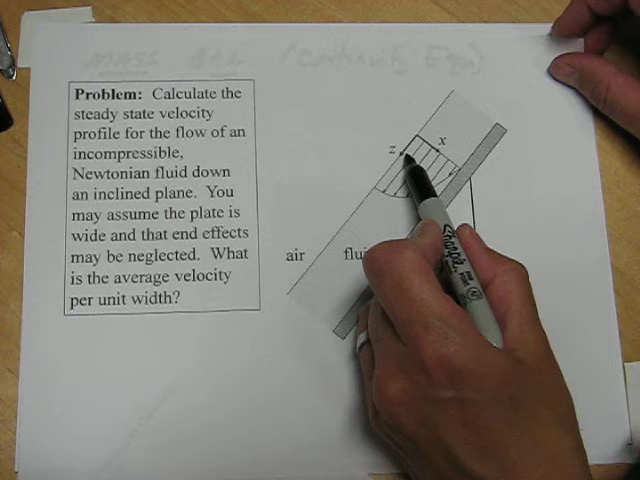 MASS BAL (Continuity Eqn)
Problem: Calculate the
steady state velocity
profile for the flow of an
incompressible,
Newtonian fluid down
an inclined plane. You
may assume the plate is
wide and that end effects
may be neglected. What
is the average velocity
per unit width?
z
x
air
flui
Sharpie